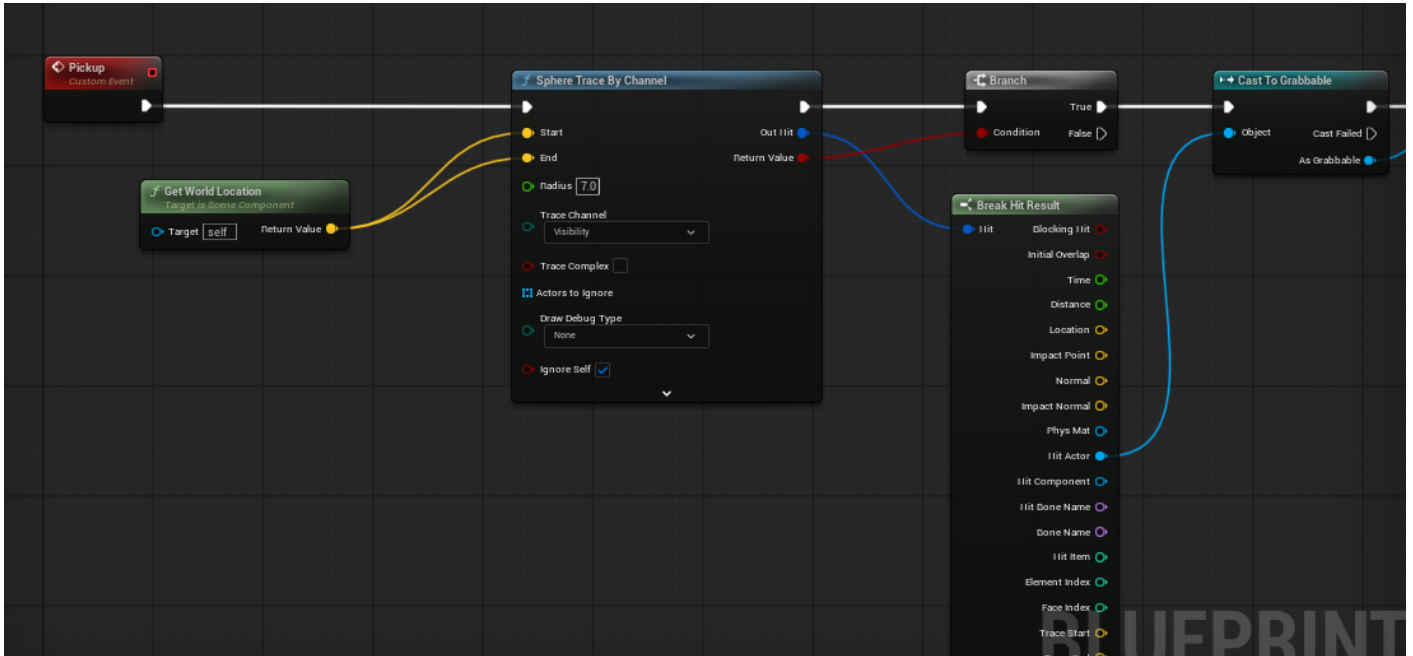 Pickup
Custom Event
Get World Location
Target is Scene Component
Target self
Return Value
Sphere Trace By Channel
Start
Out Hit
End
Return Value
Radius 7.0
Trace Channel
Visibility
Trace Complex
Actors to Ignore
Draw Debug Type
None
Ignore Self
Branch
True
Condition
False
Break Hit Result
Hit
Blocking Hit
Initial Overlap
Time
Distance
Location
Impact Point
Normal
Impact Normal
Phys Mat
Hit Actor
Hit Component
Hit Bone Name
Bone Name
Hit Item
Element Index
Face Index
Trace Start
Cast To Grabbable
Object
Cast Failed
As Grabbable
BLUEPRINT